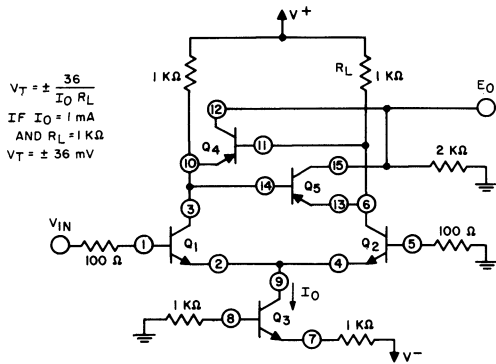 V+
1 KΩ
RL
1 KΩ
EO
VT = ± 36 / IO RL
IF IO = 1 mA
AND RL = 1 KΩ
VT = ± 36 mV
12
11
Q4
10
15
2 KΩ
14
Q5
13
6
3
VIN
100 Ω
1
Q1
2
4
Q2
5
100 Ω
9
IO
1 KΩ
8
Q3
7
1 KΩ
V-